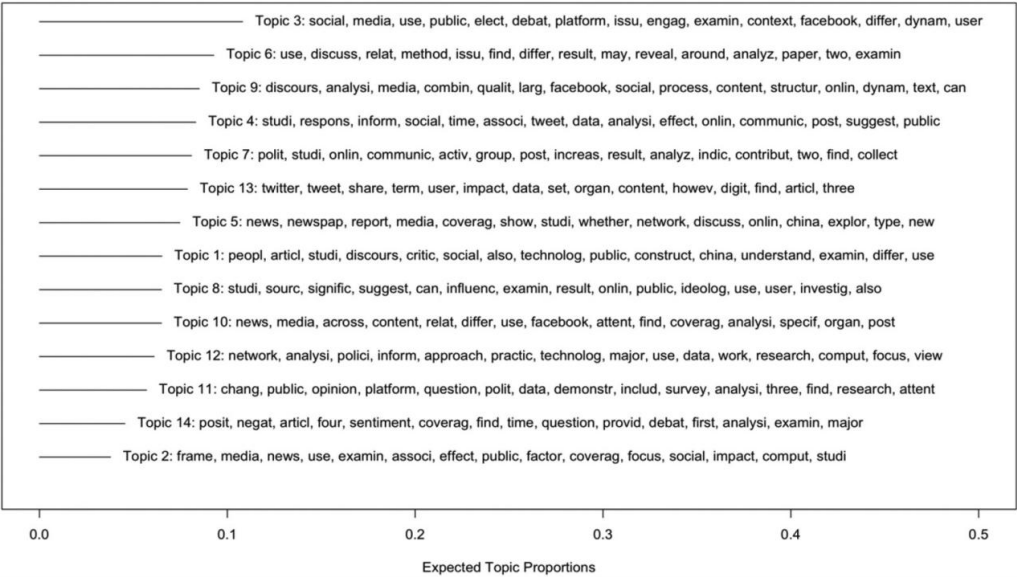 Topic 3: social, media, use, public, elect, debat, platform, issu, engag, examin, context, facebook, differ, dynam, user
Topic 6: use, discuss, relat, method, issu, find, differ, result, may, reveal, around, analyz, paper, two, examin
Topic 9: discours, analysi, media, combin, qualit, larg, facebook, social, process, content, structur, onlin, dynam, text, can
Topic 4: studi, respons, inform, social, time, associ, tweet, data, analysi, effect, onlin, communic, post, suggest, public
Topic 7: polit, studi, onlin, communic, activ, group, post, increas, result, analyz, indic, contribut, two, find, collect
Topic 13: twitter, tweet, share, term, user, impact, data, set, organ, content, howev, digit, find, articl, three
Topic 5: news, newspap, report, media, coverag, show, studi, whether, network, discuss, onlin, china, explor, type, new
Topic 1: peopl, articl, studi, discours, critic, social, also, technolog, public, construct, china, understand, examin, differ, use
Topic 8: studi, sourc, signific, suggest, can, influenc, examin, result, onlin, public, ideolog, use, user, investig, also
Topic 10: news, media, across, content, relat, differ, use, facebook, attent, find, coverag, analysi, specif, organ, post
Topic 12: network, analysi, polici, inform, approach, practic, technolog, major, use, data, work, research, comput, focus, view
Topic 11: chang, public, opinion, platform, question, polit, data, demonstr, includ, survey, analysi, three, find, research, attent
Topic 14: posit, negat, articl, four, sentiment, coverag, find, time, question, provid, debat, first, analysi, examin, major
Topic 2: frame, media, news, use, examin, associ, effect, public, factor, coverag, focus, social, impact, comput, studi
0.0 0.1 0.2 0.3 0.4 0.5
Expected Topic Proportions